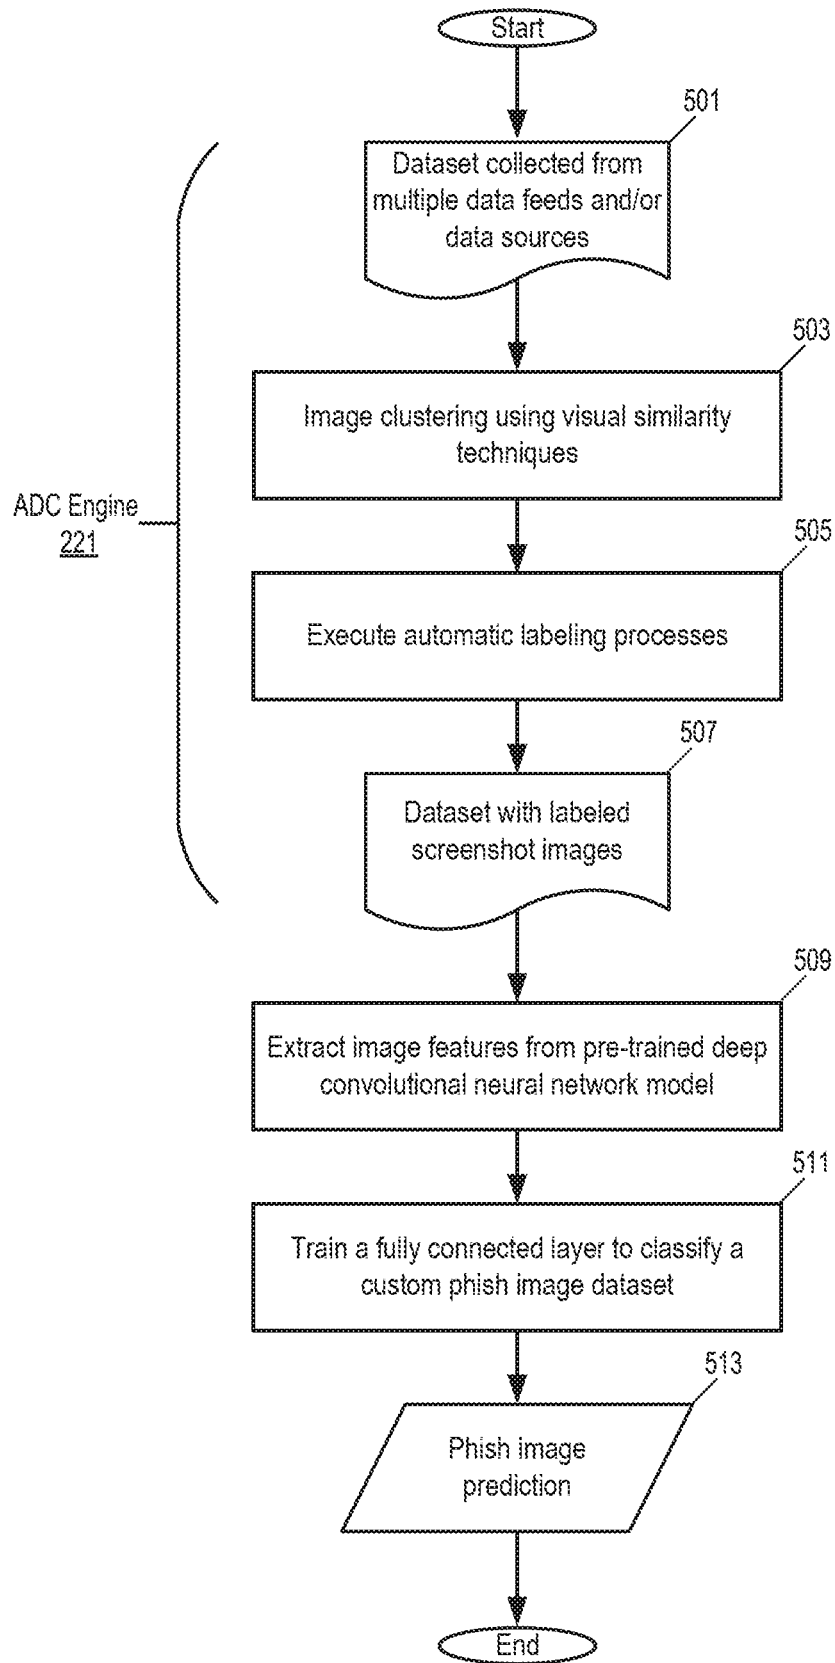 Start
501
Dataset collected from
multiple data feeds and/or
data sources
503
Image clustering using visual similarity
techniques
ADC Engine
221
505
Execute automatic labeling processes
507
Dataset with labeled
screenshot images
509
Extract image features from pre-trained deep
convolutional neural network model
511
Train a fully connected layer to classify a
custom phish image dataset
513
Phish image
prediction
End